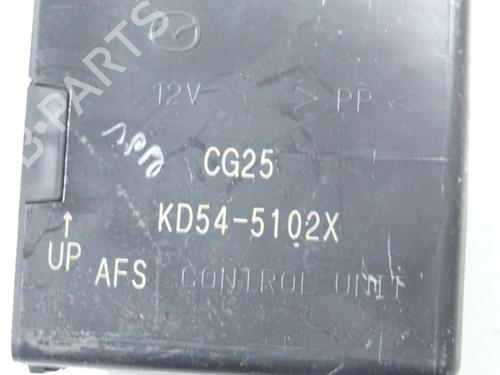 12V > PP <
CG25
KD54-5102X
↑
UP AFS CONTROL UNIT
B-PARTS